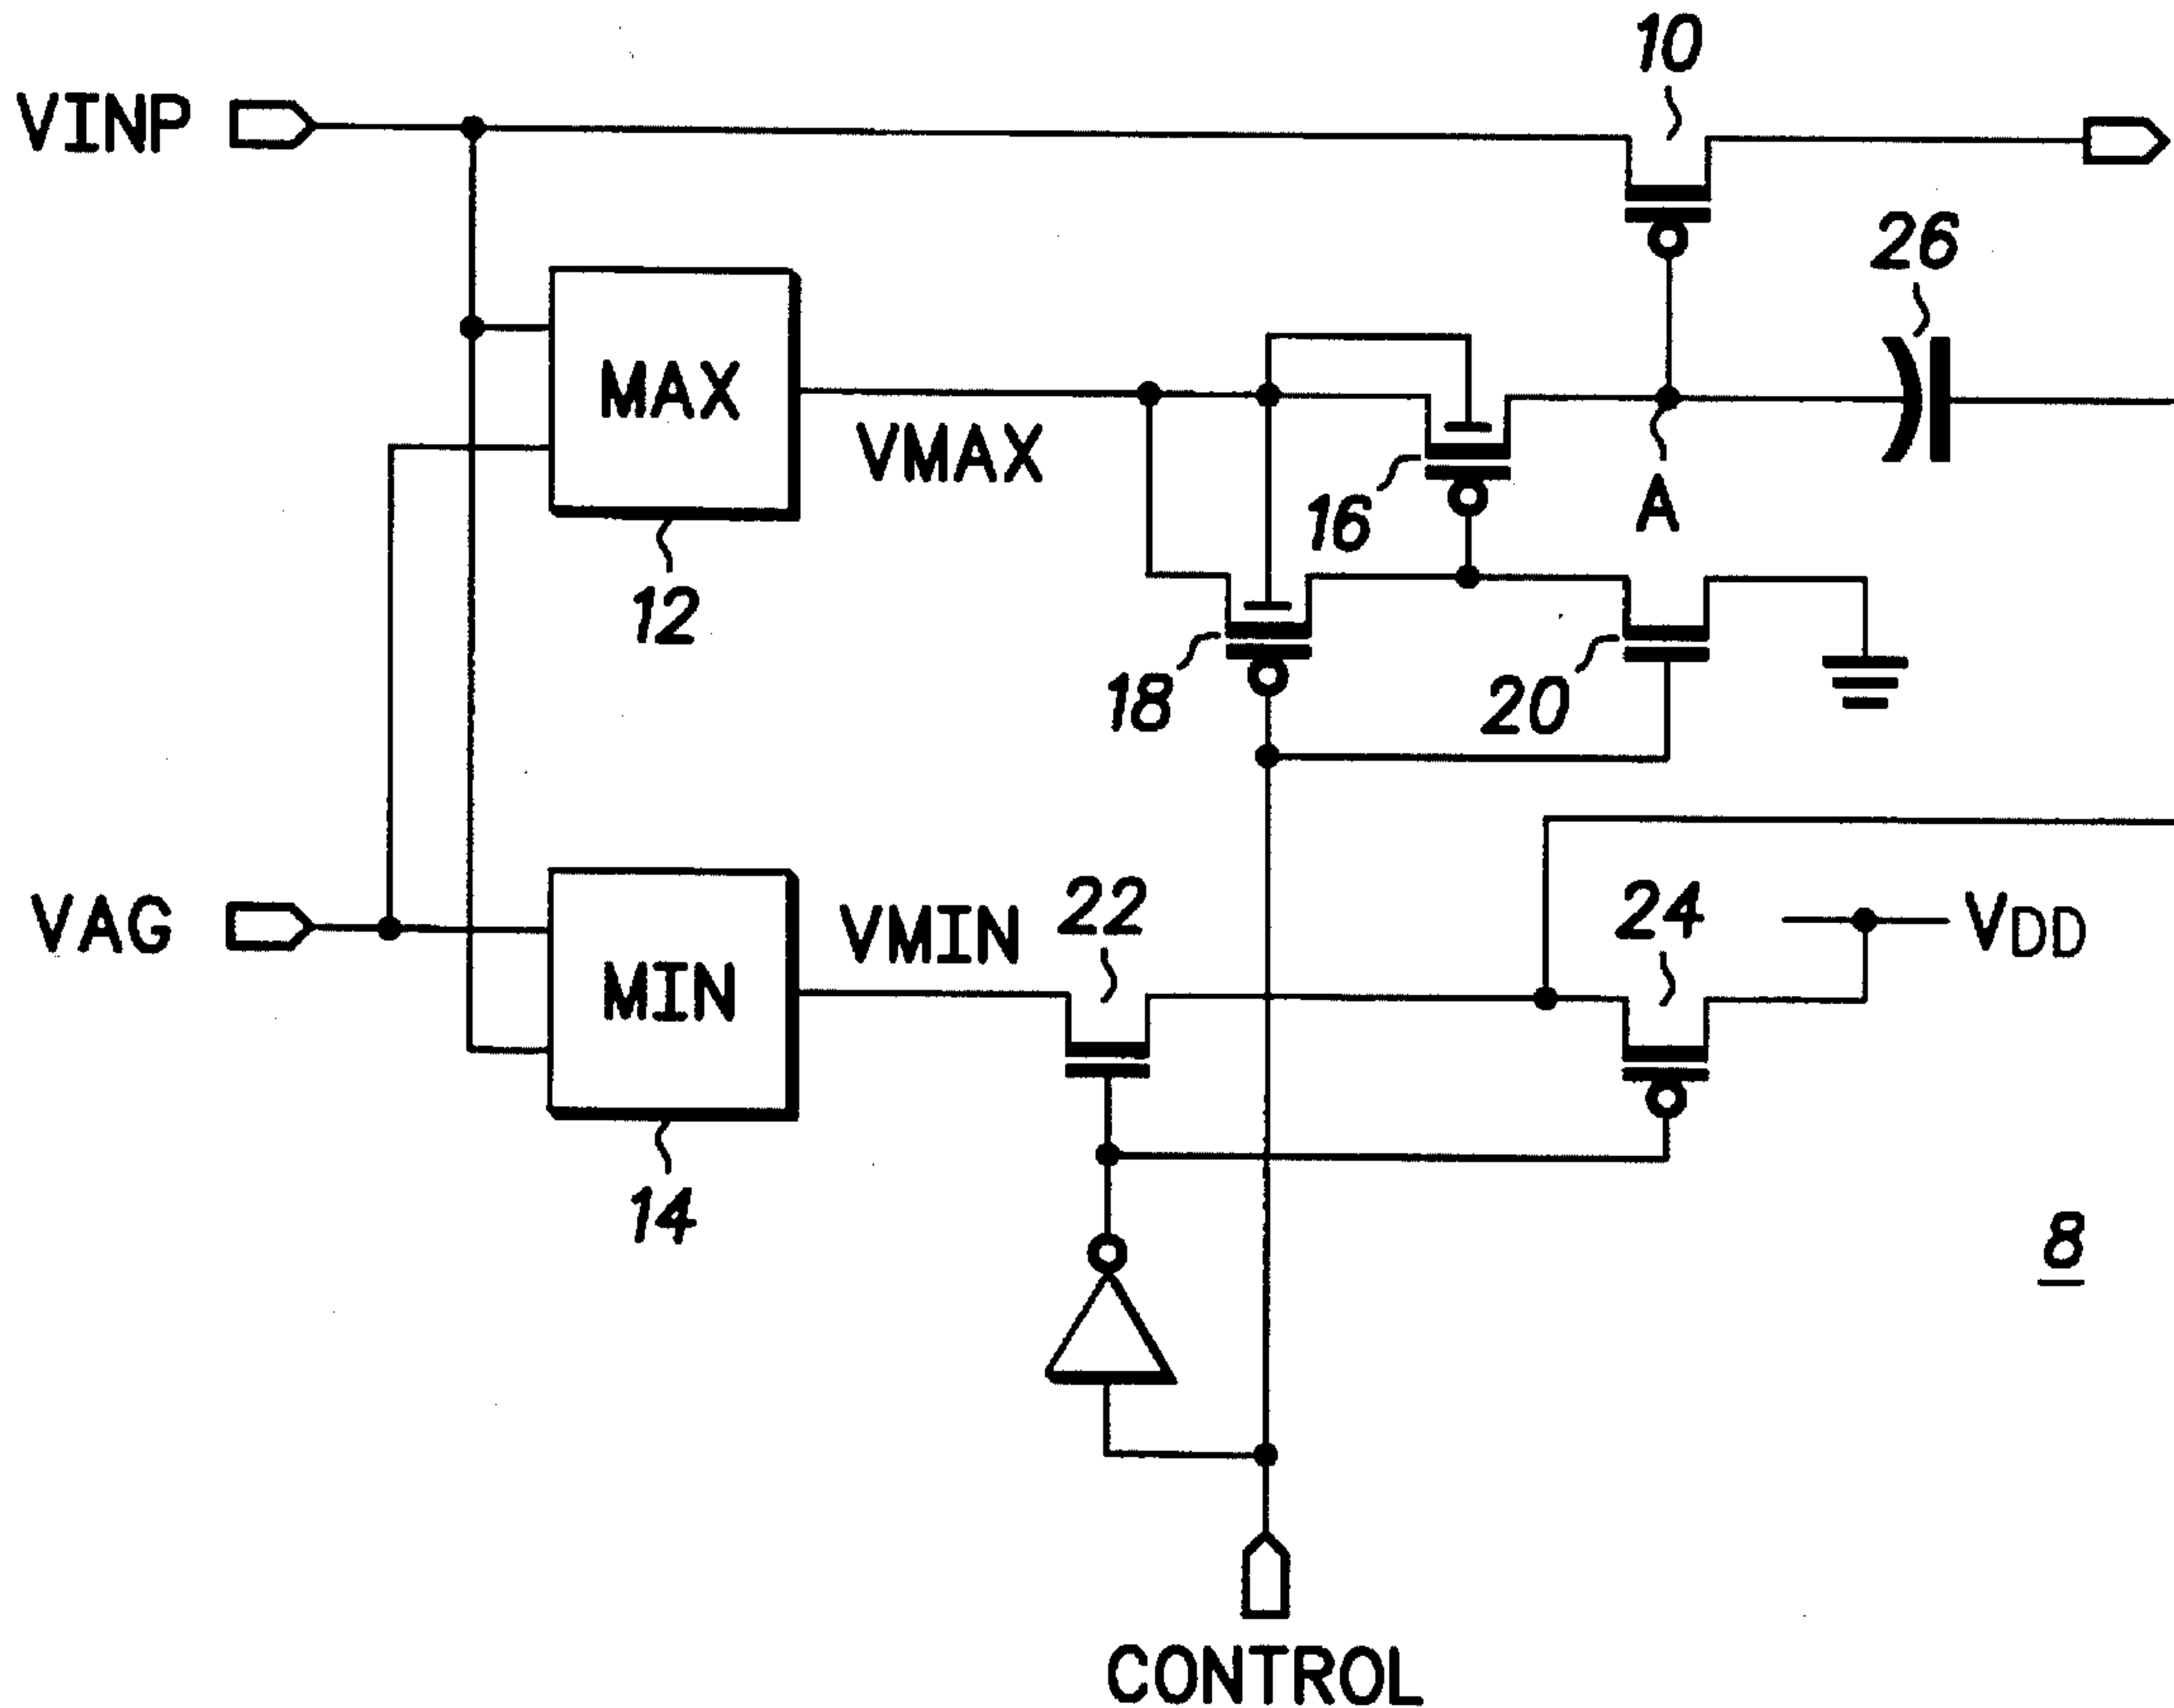 10
VINP
26
MAX
VMAX
16
A
12
18
20
VAG
VMIN
22
24
VDD
MIN
14
8
CONTROL